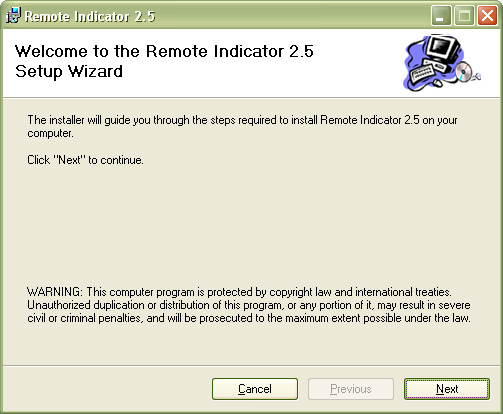 Remote Indicator 2.5
Welcome to the Remote Indicator 2.5
Setup Wizard
The installer will guide you through the steps required to install Remote Indicator 2.5 on your
computer.
Click "Next" to continue.
WARNING: This computer program is protected by copyright law and international treaties.
Unauthorized duplication or distribution of this program, or any portion of it, may result in severe
civil or criminal penalties, and will be prosecuted to the maximum extent possible under the law.
Cancel
Previous
Next